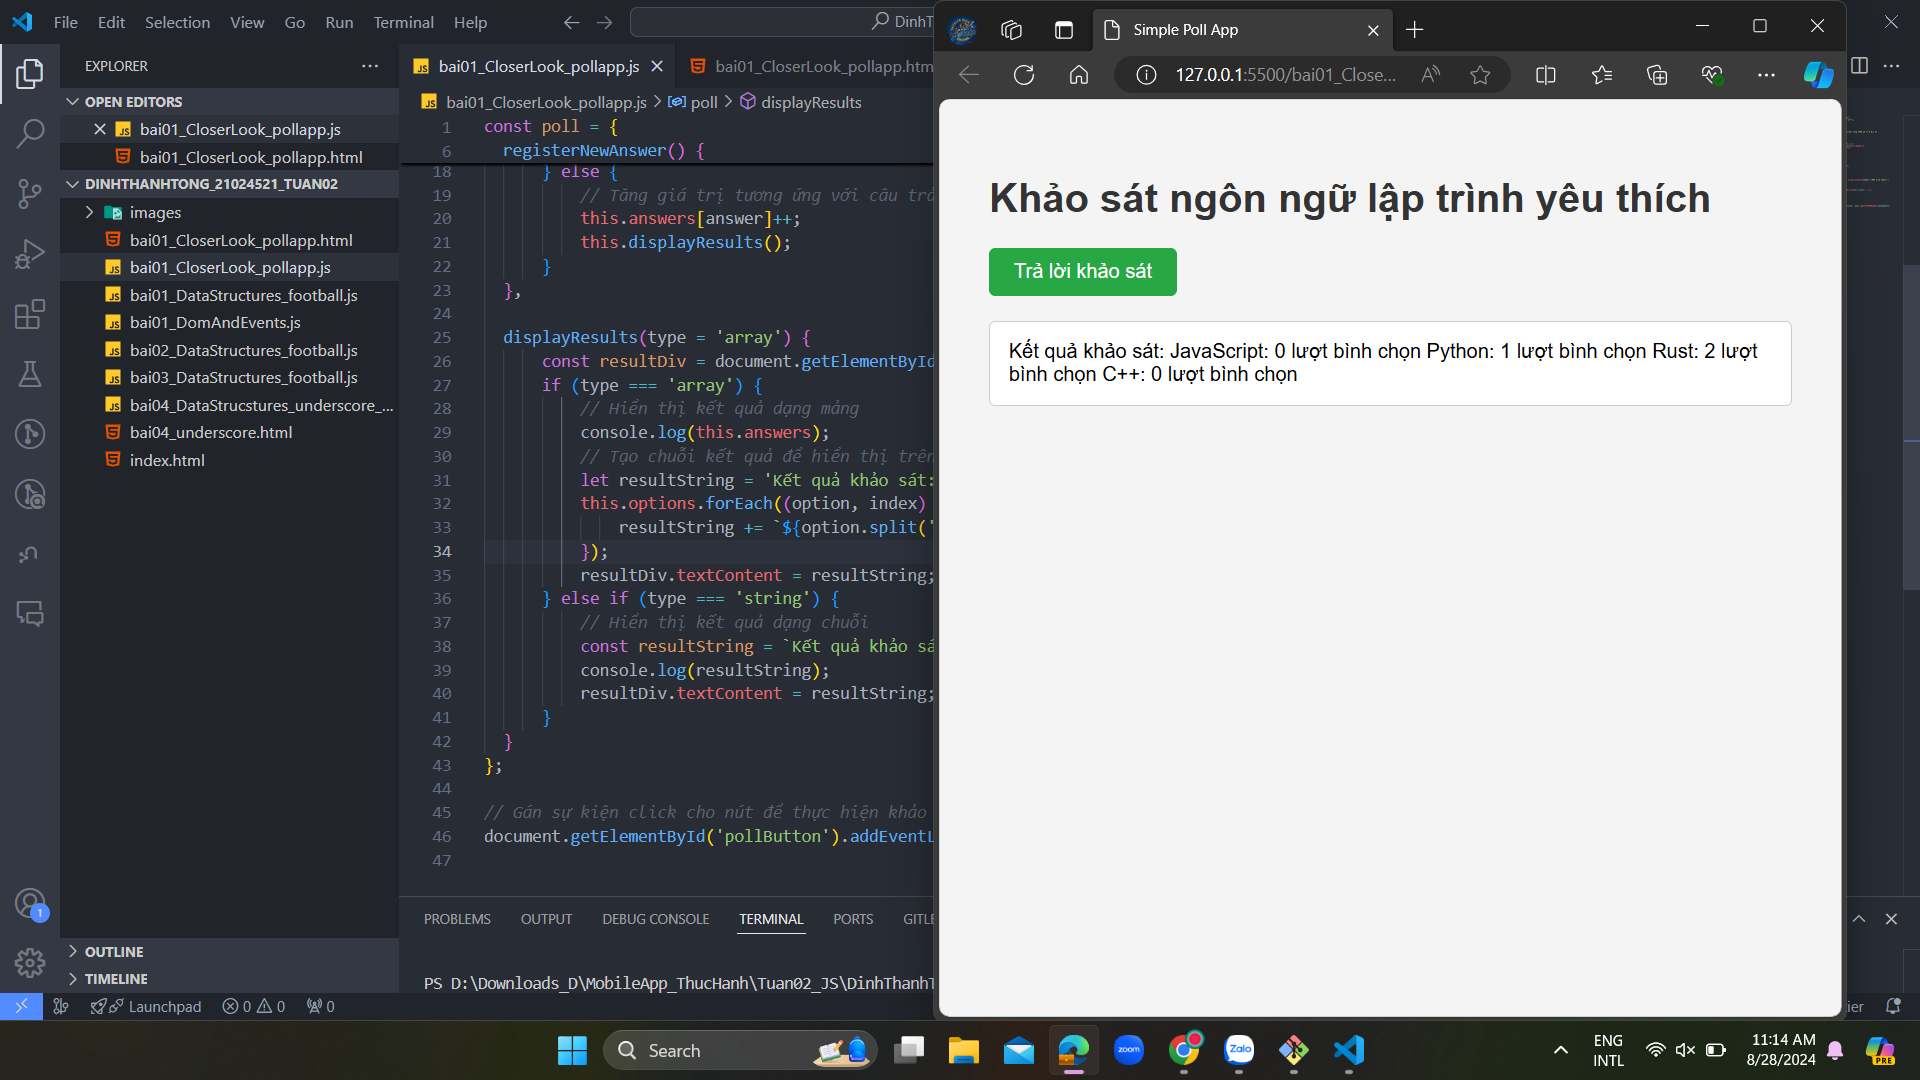 File Edit Selection View Go Run Terminal Help
DinhT
EXPLORER
OPEN EDITORS
bai01_CloserLook_pollapp.js
bai01_CloserLook_pollapp.html
DINHTHANHTONG_21024521_TUAN02
images
bai01_CloserLook_pollapp.html
bai01_CloserLook_pollapp.js
bai01_DataStructures_football.js
bai01_DomAndEvents.js
bai02_DataStructures_football.js
bai03_DataStructures_football.js
bai04_DataStrucstures_underscore_...
bai04_underscore.html
index.html
OUTLINE
TIMELINE
bai01_CloserLook_pollapp.js
bai01_CloserLook_pollapp.htm
bai01_CloserLook_pollapp.js > poll > displayResults
1 const poll = {
6 registerNewAnswer() {
18 } else {
19 // Tăng giá trị tương ứng với câu trả
20 this.answers[answer]++;
21 this.displayResults();
22 }
23 },
24
25 displayResults(type = 'array') {
26 const resultDiv = document.getElementById
27 if (type === 'array') {
28 // Hiển thị kết quả dạng mảng
29 console.log(this.answers);
30 // Tạo chuỗi kết quả để hiển thị trên
31 let resultString = 'Kết quả khảo sát:
32 this.options.forEach((option, index)
33 resultString += `${option.split('
34 });
35 resultDiv.textContent = resultString;
36 } else if (type === 'string') {
37 // Hiển thị kết quả dạng chuỗi
38 const resultString = `Kết quả khảo sá
39 console.log(resultString);
40 resultDiv.textContent = resultString;
41 }
42 }
43 };
44
45 // Gán sự kiện click cho nút để thực hiện khảo
46 document.getElementById('pollButton').addEventL
47
PROBLEMS OUTPUT DEBUG CONSOLE TERMINAL PORTS GITLE
PS D:\Downloads_D\MobileApp_ThucHanh\Tuan02_JS\DinhThanhT
1
Launchpad 0 0 0
ier
Simple Poll App
127.0.0.1:5500/bai01_Close...
Khảo sát ngôn ngữ lập trình yêu thích
Trả lời khảo sát
Kết quả khảo sát: JavaScript: 0 lượt bình chọn Python: 1 lượt bình chọn Rust: 2 lượt
bình chọn C++: 0 lượt bình chọn
Search
zoom
Zalo
ENG
INTL
11:14 AM
8/28/2024
PRE